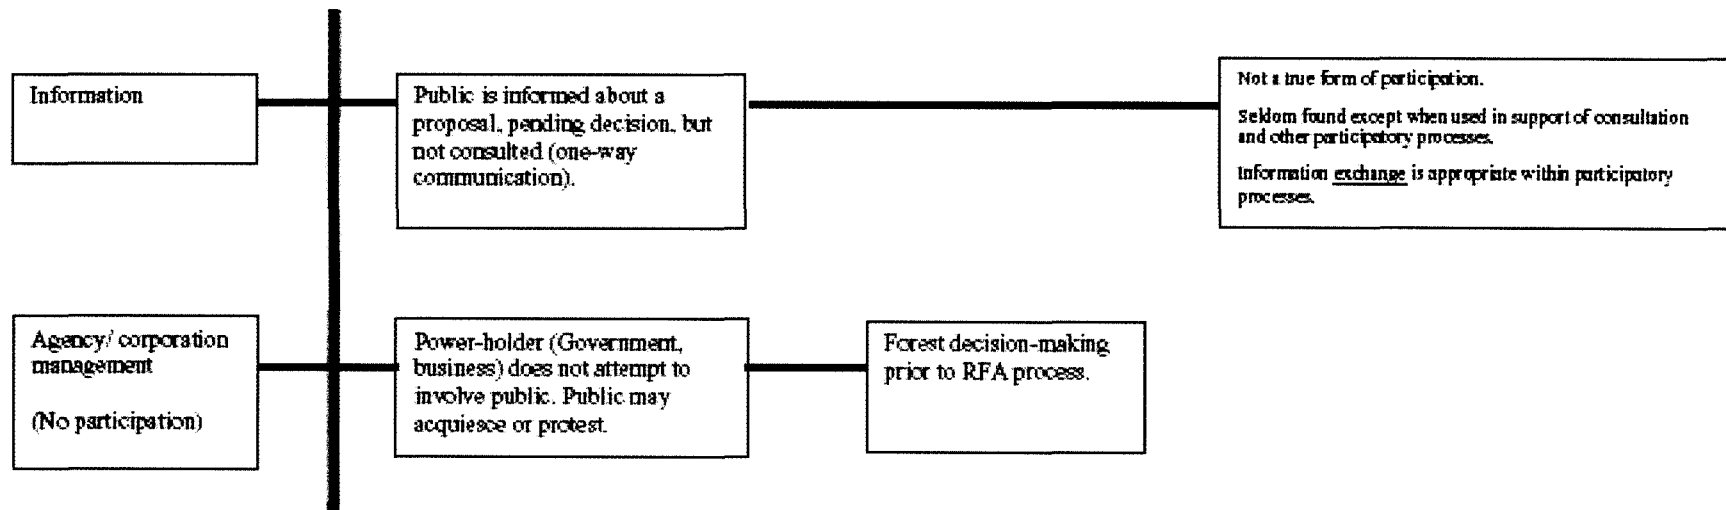 Information
Public is informed about a
proposal, pending decision, but
not consulted (one-way
communication).
Not a true form of participation.
Seldom found except when used in support of consultation
and other participatory processes.
Information exchange is appropriate within participatory
processes.
Agency/ corporation
management
(No participation)
Power-holder (Government,
business) does not attempt to
involve public. Public may
acquiesce or protest.
Forest decision-making
prior to RFA process.